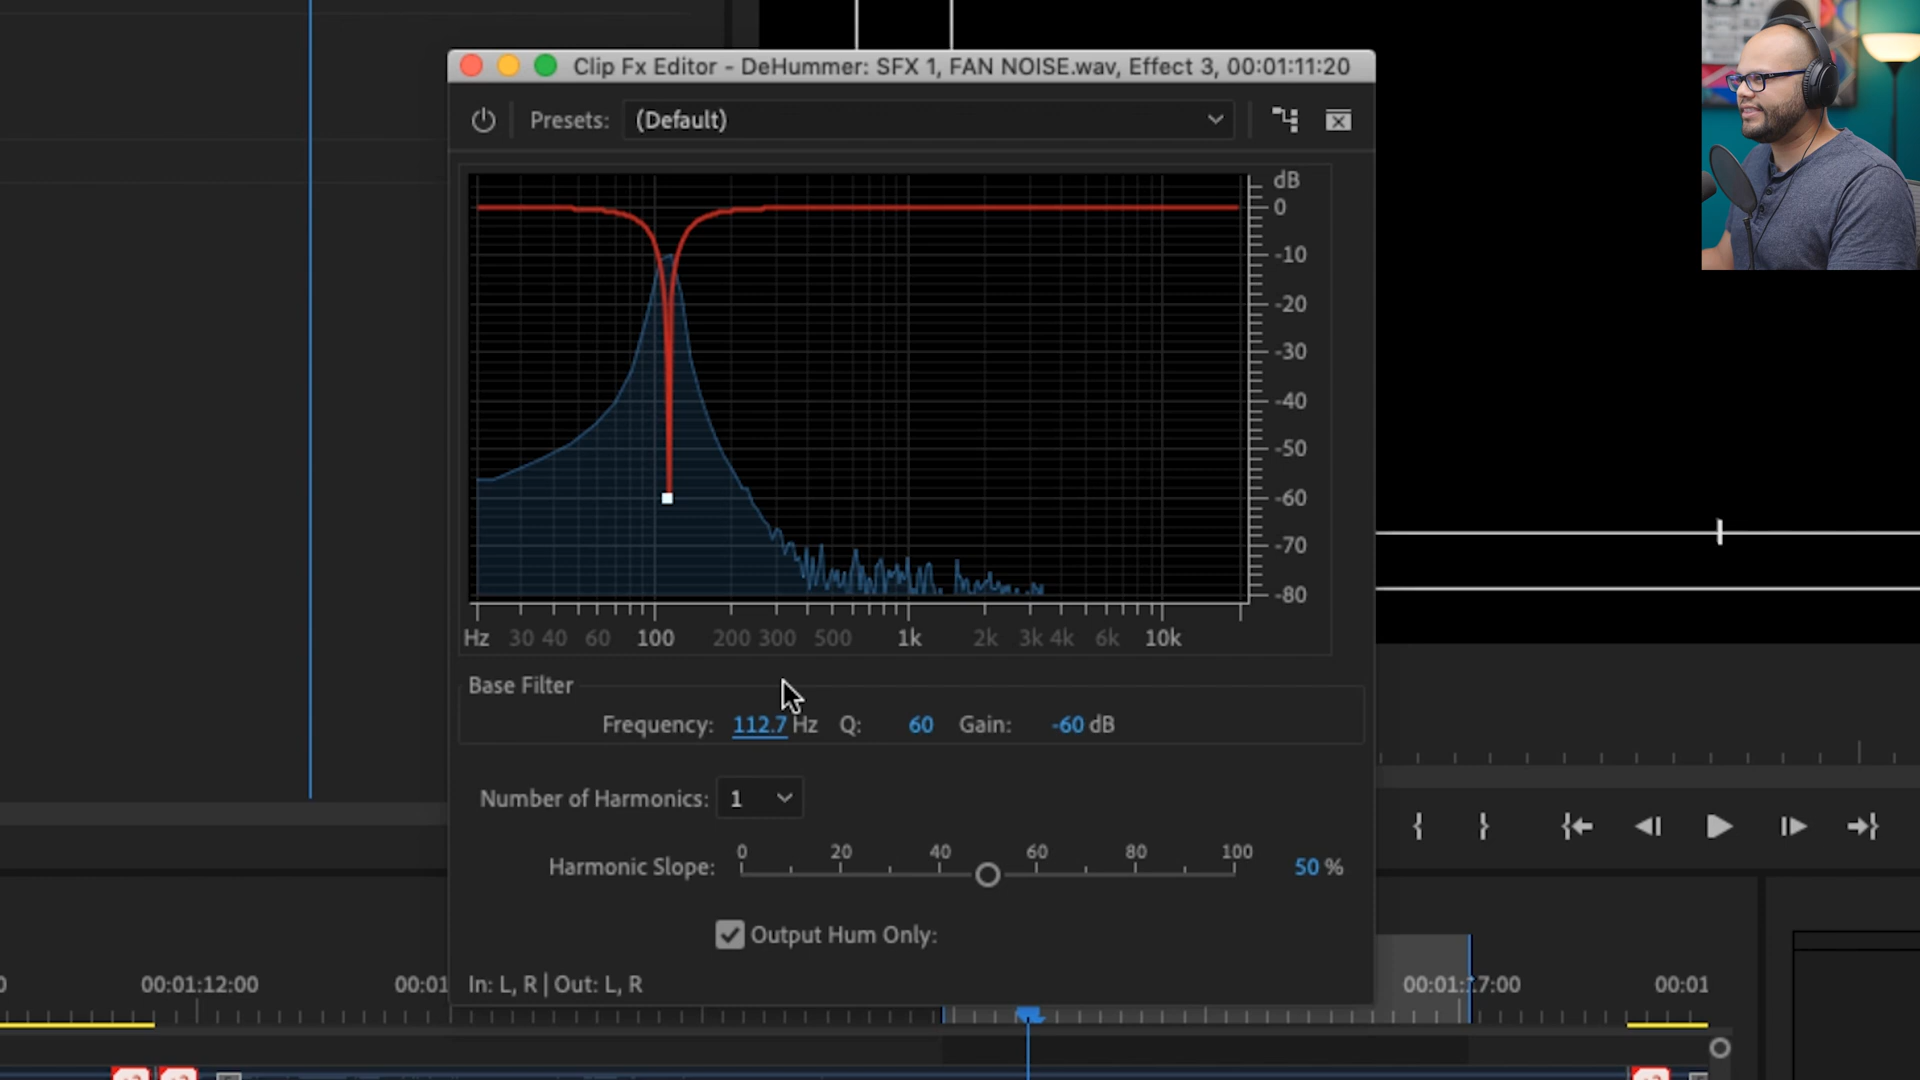 Clip Fx Editor - DeHummer: SFX 1, FAN NOISE.wav, Effect 3, 00:01:11:20
Presets: (Default)
dB
0
-10
-20
-30
-40
-50
-60
-70
-80
Hz 30 40 60 100 200 300 500 1k 2k 3k 4k 6k 10k
Base Filter
Frequency: 112.7 Hz Q: 60 Gain: -60 dB
Number of Harmonics: 1
0 20 40 60 80 100
Harmonic Slope: 50 %
Output Hum Only:
In: L, R | Out: L, R
00:01:12:00 00:01 00:01:17:00 00:01